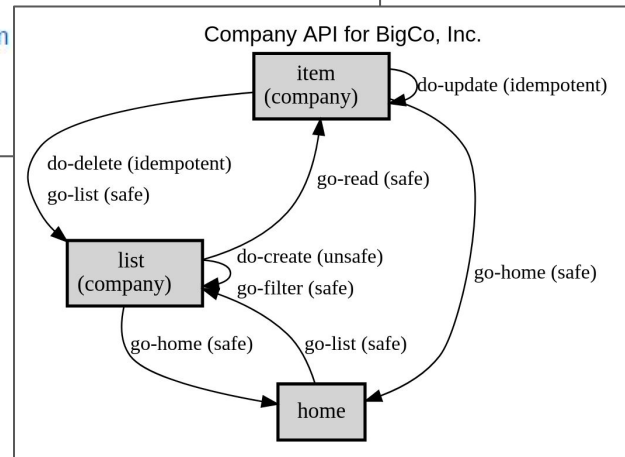 Company API for BigCo, Inc.
item
(company)
do-update (idempotent)
do-delete (idempotent)
go-list (safe)
go-read (safe)
list
(company)
do-create (unsafe)
go-filter (safe)
go-home (safe)
go-home (safe)
go-list (safe)
home